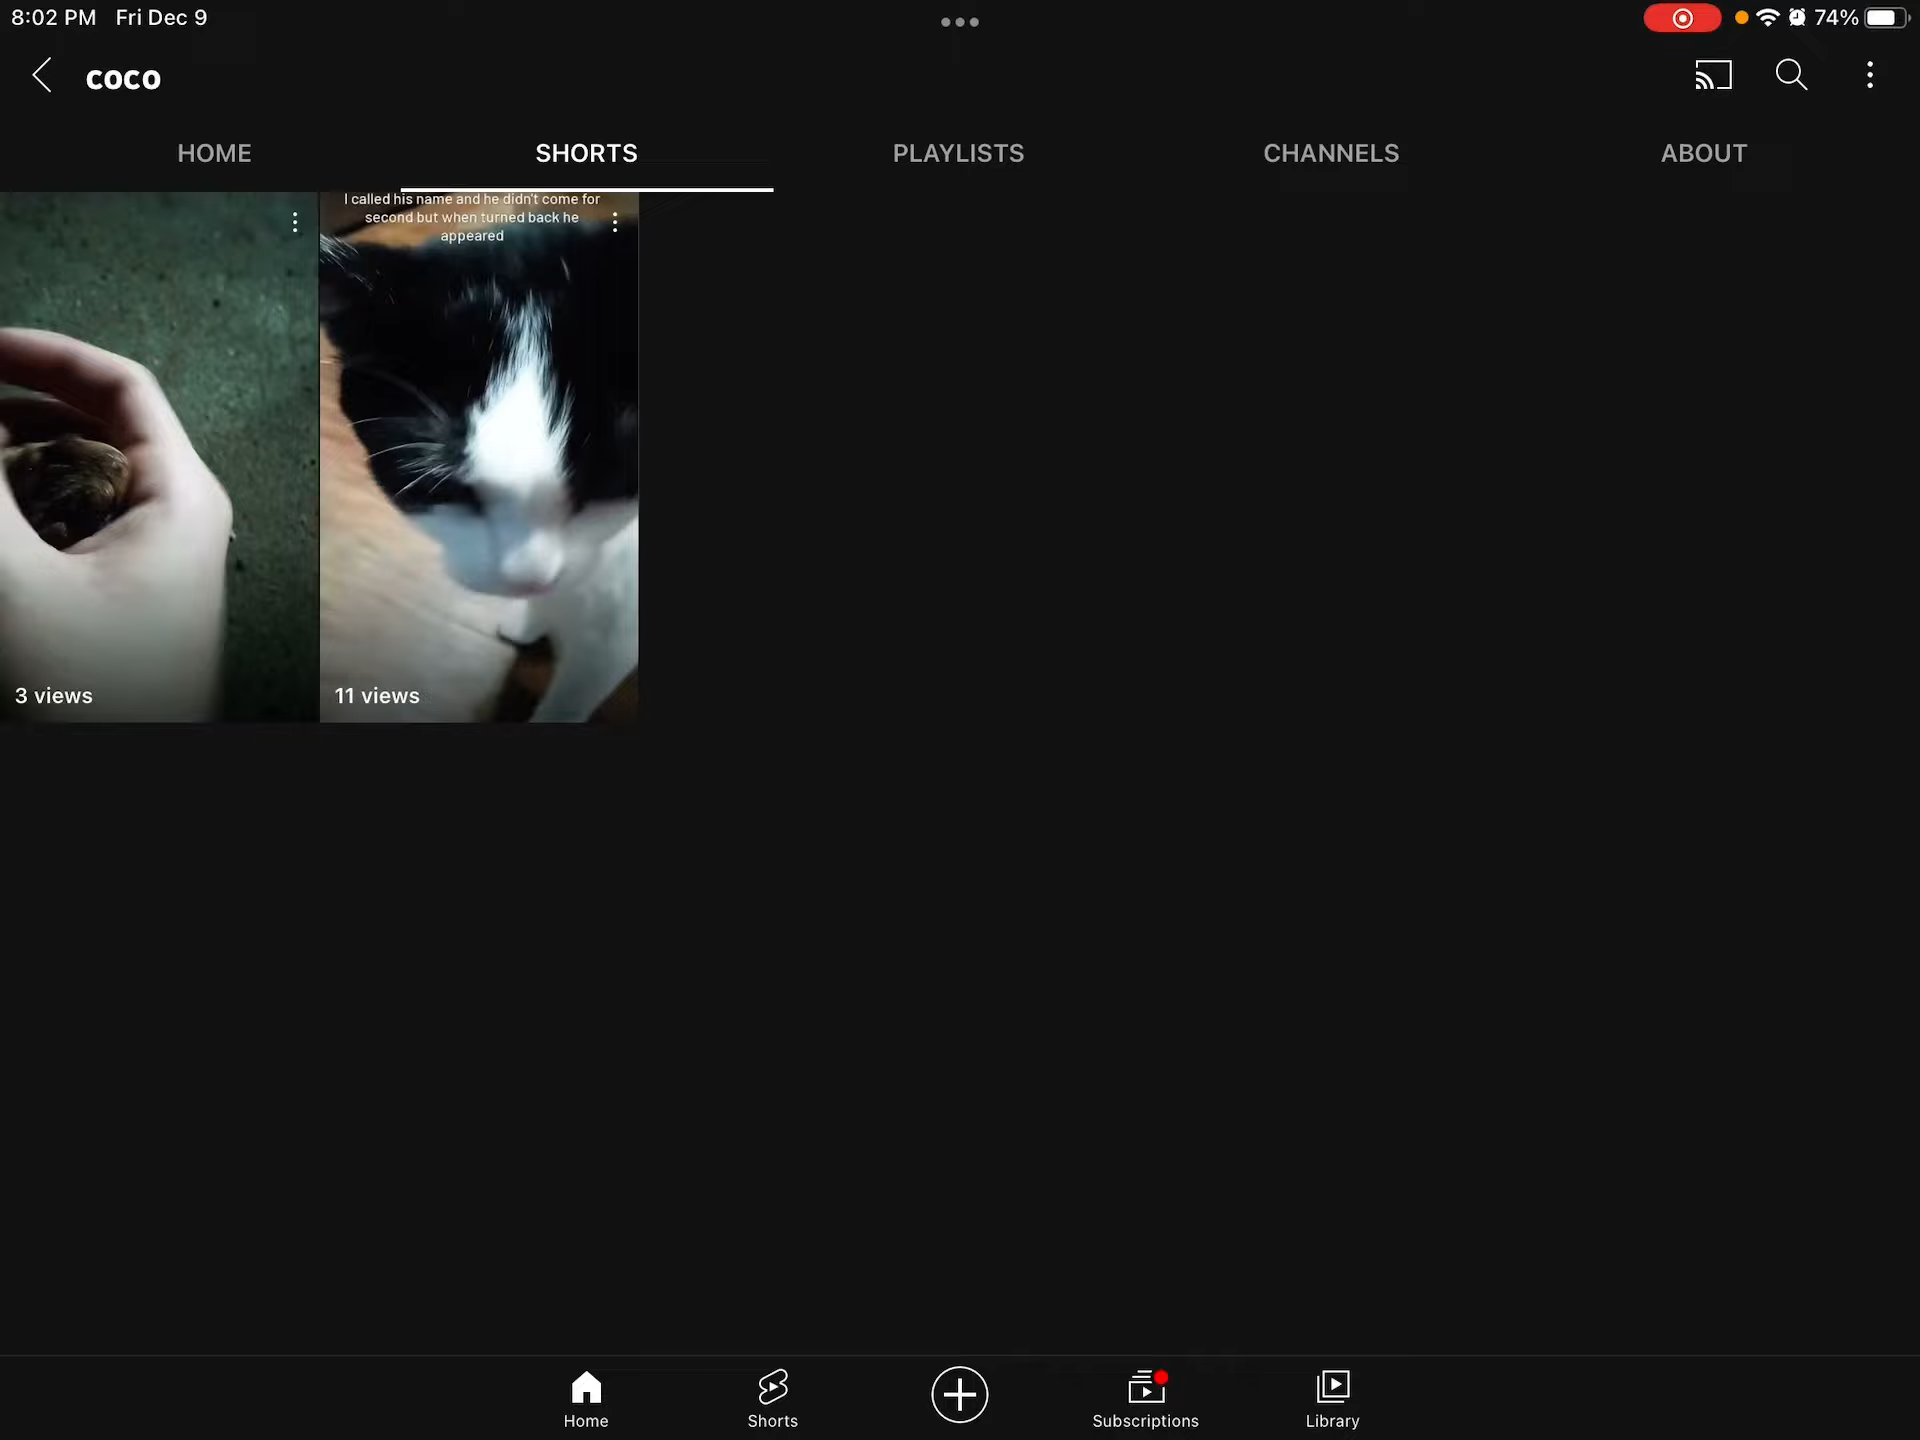 8:02 PM Fri Dec 9
74%
coco
HOME
SHORTS
PLAYLISTS
CHANNELS
ABOUT
I called his name and he didn't come for
second but when turned back he
appeared
3 views
11 views
Home
Shorts
Subscriptions
Library